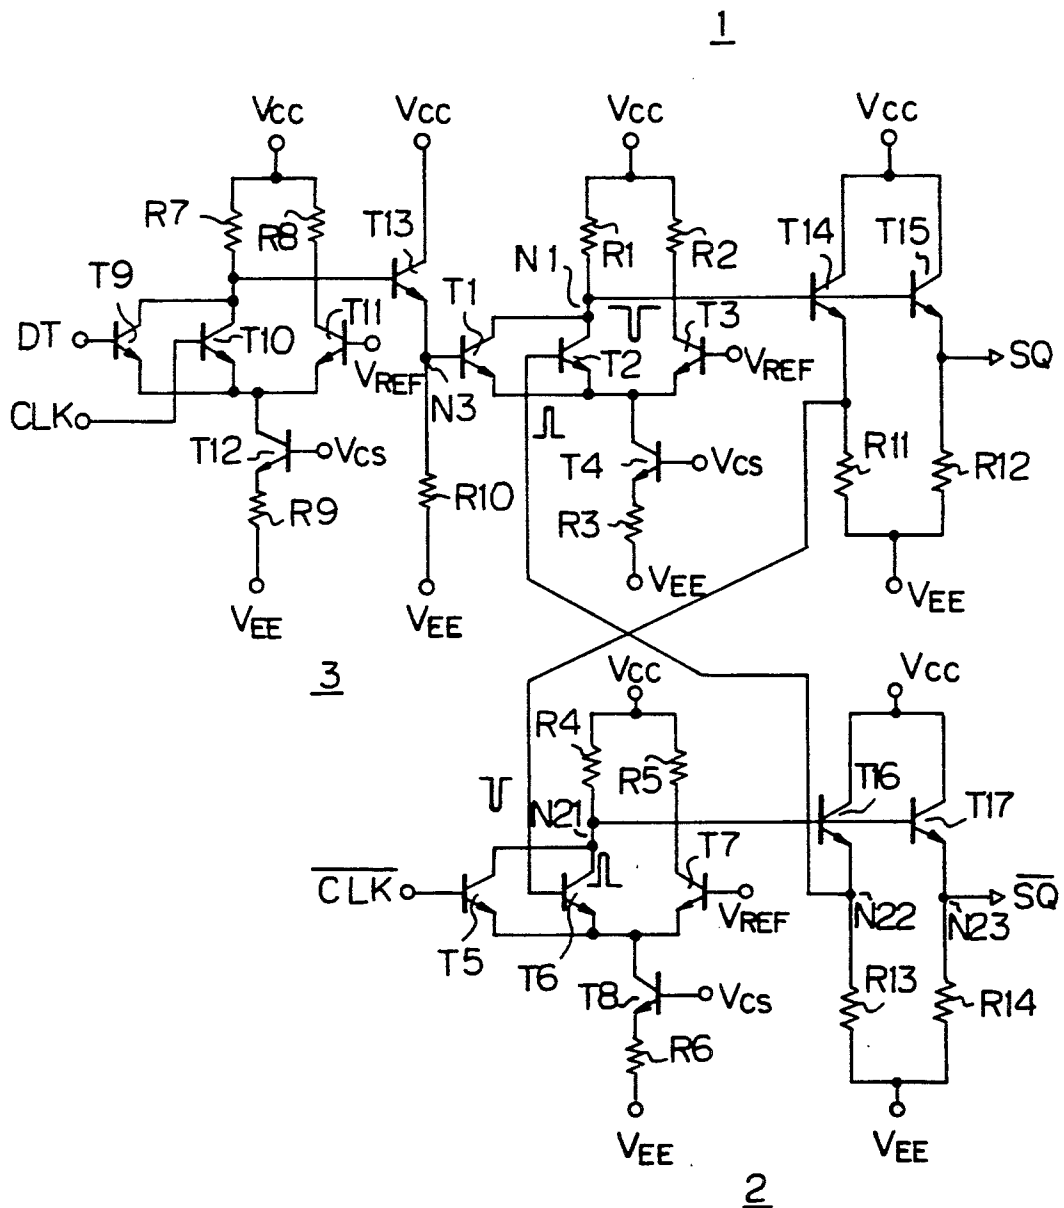 1
VCC
VCC
VCC
VCC
R7
R8
T13
R1
R2
T14
T15
N1
T9
T1
T3
DT
T10
T11
T2
VREF
VREF
SQ
CLK
N3
T12
VCS
T4
VCS
R11
R12
R9
R10
R3
VEE
VEE
VEE
VEE
3
VCC
VCC
R4
R5
T16
T17
N21
T7
CLK
VREF
N22
N23
SQ
T5
T6
T8
VCS
R13
R14
R6
VEE
VEE
2